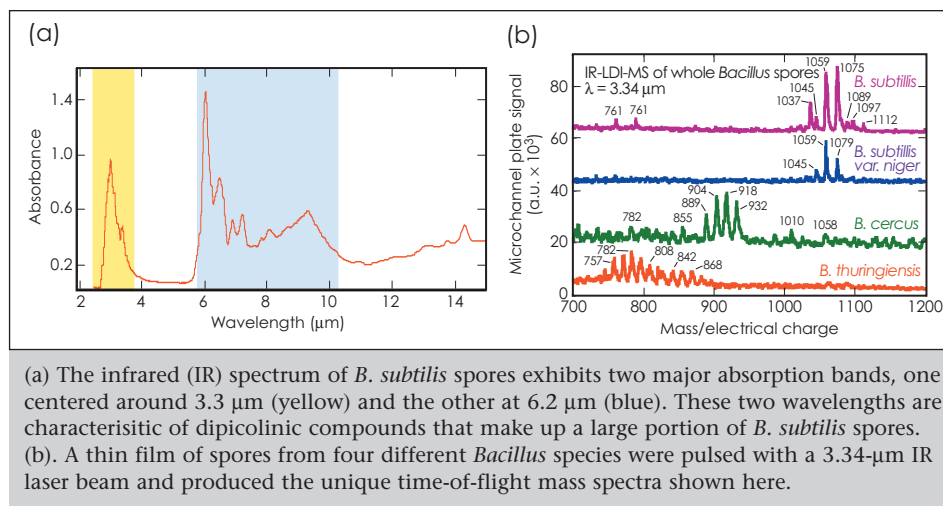 (a)
Absorbance
1.4
1.0
0.6
0.2
2
4
6
8
10
12
14
Wavelength (μm)
(b)
Microchannel plate signal
(a.u. × 10³)
80
60
40
20
0
IR-LDI-MS of whole Bacillus spores
λ = 3.34 μm
761
761
1037
1045
1059
1075
1089
1097
1112
B. subtillis
1045
1059
1079
B. subtillis
var. niger
782
855
889
904
918
932
1010
1058
B. cercus
757
782
808
842
868
B. thuringiensis
700
800
900
1000
1100
1200
Mass/electrical charge
(a) The infrared (IR) spectrum of B. subtilis spores exhibits two major absorption bands, one
centered around 3.3 μm (yellow) and the other at 6.2 μm (blue). These two wavelengths are
characterisitic of dipicolinic compounds that make up a large portion of B. subtilis spores.
(b). A thin film of spores from four different Bacillus species were pulsed with a 3.34-μm IR
laser beam and produced the unique time-of-flight mass spectra shown here.